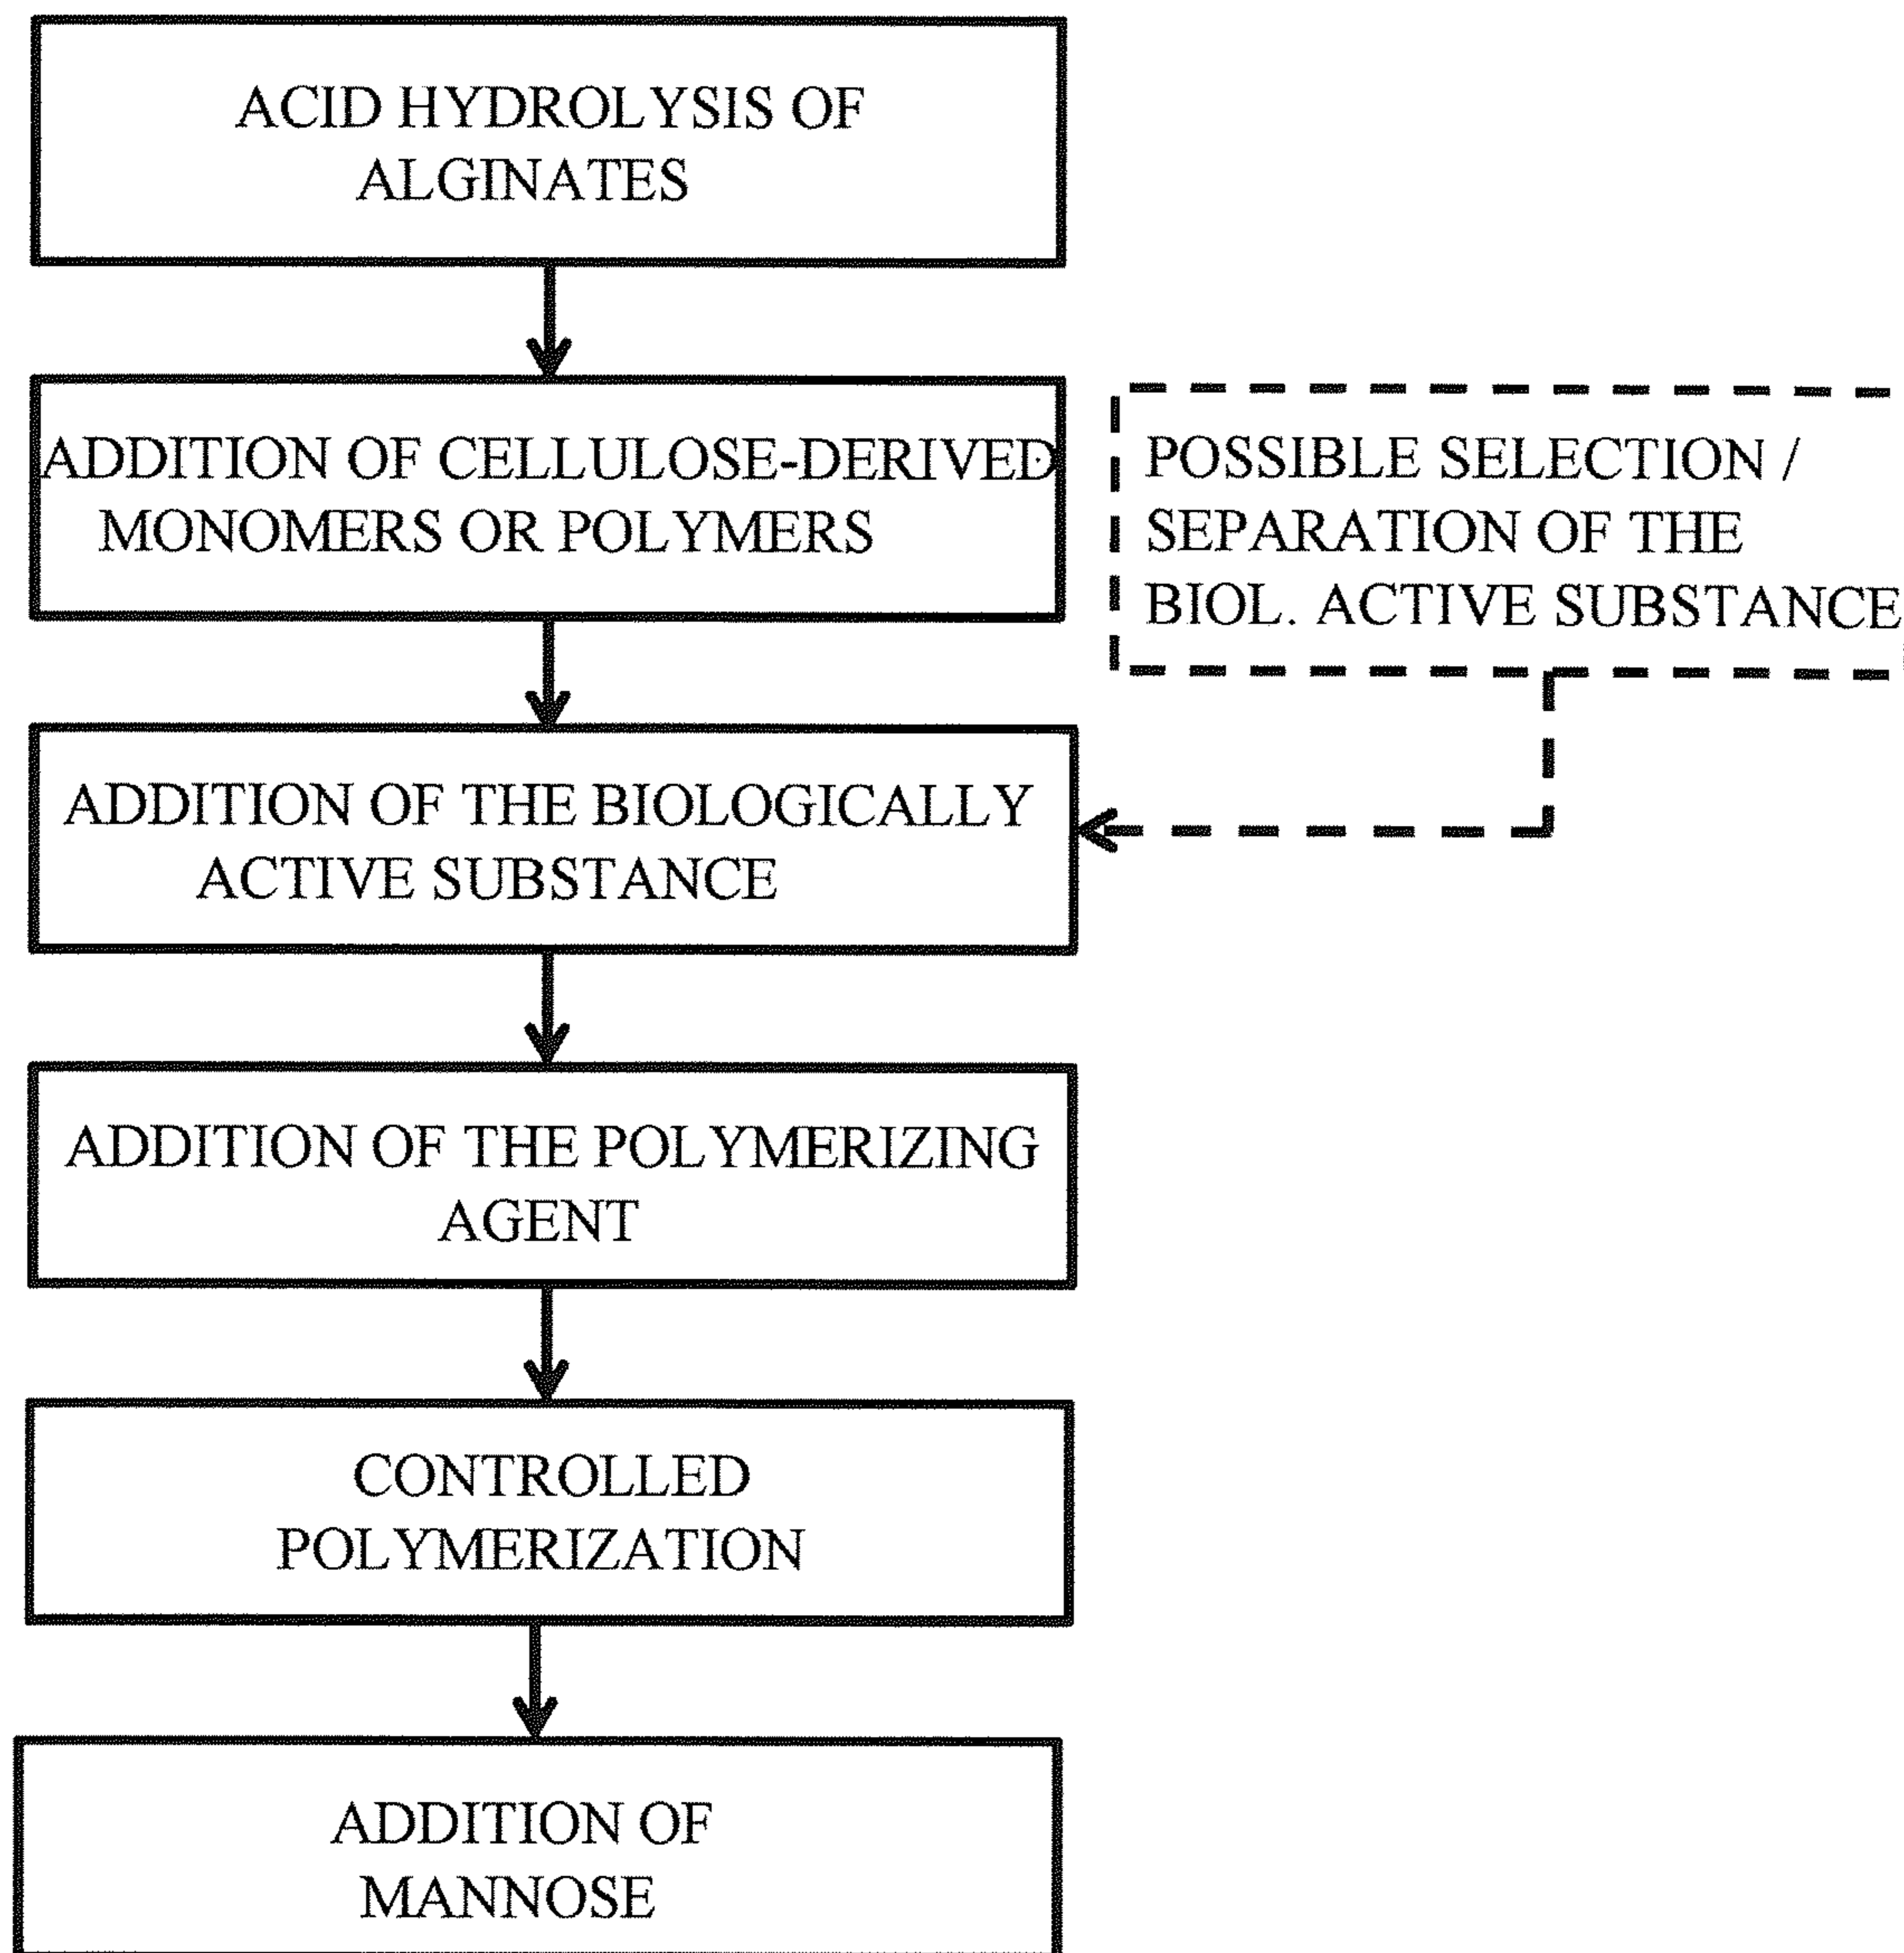 ACID HYDROLYSIS OF
ALGINATES
ADDITION OF CELLULOSE-DERIVED
MONOMERS OR POLYMERS
POSSIBLE SELECTION /
SEPARATION OF THE
BIOL. ACTIVE SUBSTANCE
ADDITION OF THE BIOLOGICALLY
ACTIVE SUBSTANCE
ADDITION OF THE POLYMERIZING
AGENT
CONTROLLED
POLYMERIZATION
ADDITION OF
MANNOSE